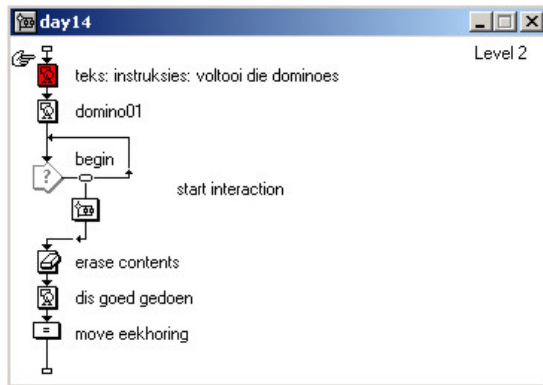 day14
Level 2
teks: instruksies: voltooi die dominoes
domino01
begin
?
start interaction
erase contents
dis goed gedoen
=
move eekhoring